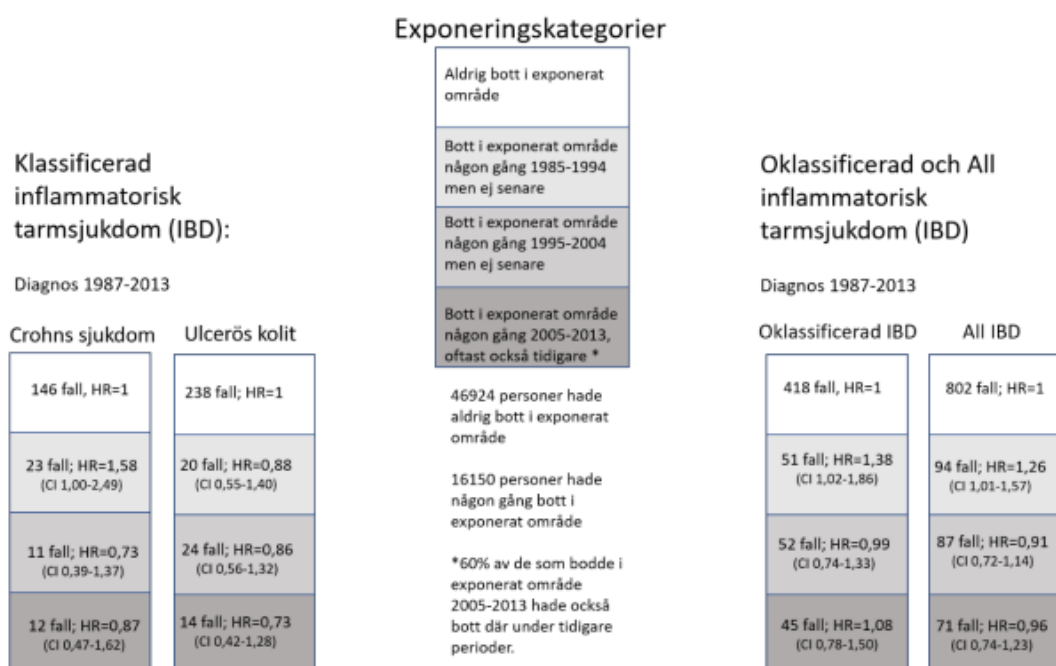 Exponeringskategorier
Aldrig bott i exponerat
område
Bott i exponerat område
någon gång 1985-1994
men ej senare
Bott i exponerat område
någon gång 1995-2004
men ej senare
Bott i exponerat område
någon gång 2005-2013,
oftast också tidigare *
46924 personer hade
aldrig bott i exponerat
område
16150 personer hade
någon gång bott i
exponerat område
*60% av de som bodde i
exponerat område
2005-2013 hade också
bott där under tidigare
perioder.
Klassificerad
inflammatorisk
tarmsjukdom (IBD):
Diagnos 1987-2013
Crohns sjukdom
146 fall, HR=1
23 fall; HR=1,58
(CI 1,00-2,49)
11 fall; HR=0,73
(CI 0,39-1,37)
12 fall; HR=0,87
(CI 0,47-1,62)
Ulcerös kolit
238 fall; HR=1
20 fall; HR=0,88
(CI 0,55-1,40)
24 fall; HR=0,86
(CI 0,56-1,32)
14 fall; HR=0,73
(CI 0,42-1,28)
Oklassificerad och All
inflammatorisk
tarmsjukdom (IBD)
Diagnos 1987-2013
Oklassificerad IBD
418 fall, HR=1
51 fall; HR=1,38
(CI 1,02-1,86)
52 fall; HR=0,99
(CI 0,74-1,33)
45 fall; HR=1,08
(CI 0,78-1,50)
All IBD
802 fall; HR=1
94 fall; HR=1,26
(CI 1,01-1,57)
87 fall; HR=0,91
(CI 0,72-1,14)
71 fall; HR=0,96
(CI 0,74-1,23)